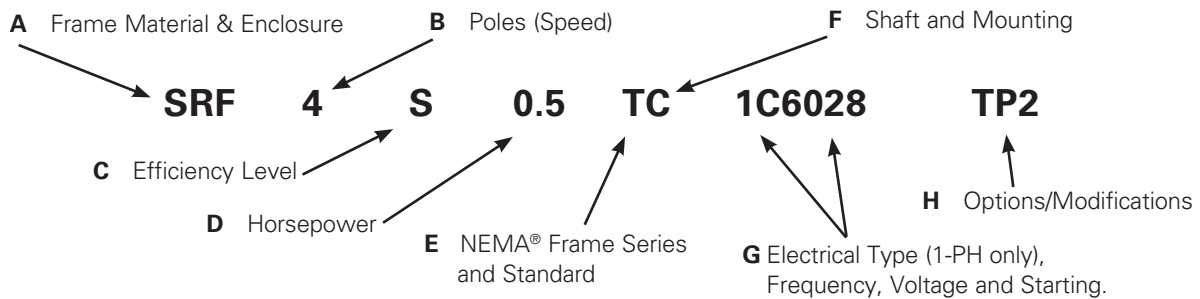 A Frame Material & Enclosure
B Poles (Speed)
F Shaft and Mounting
SRF 4 S 0.5 TC 1C6028 TP2
C Efficiency Level
D Horsepower
E NEMA® Frame Series
and Standard
G Electrical Type (1-PH only),
Frequency, Voltage and Starting.
H Options/Modifications